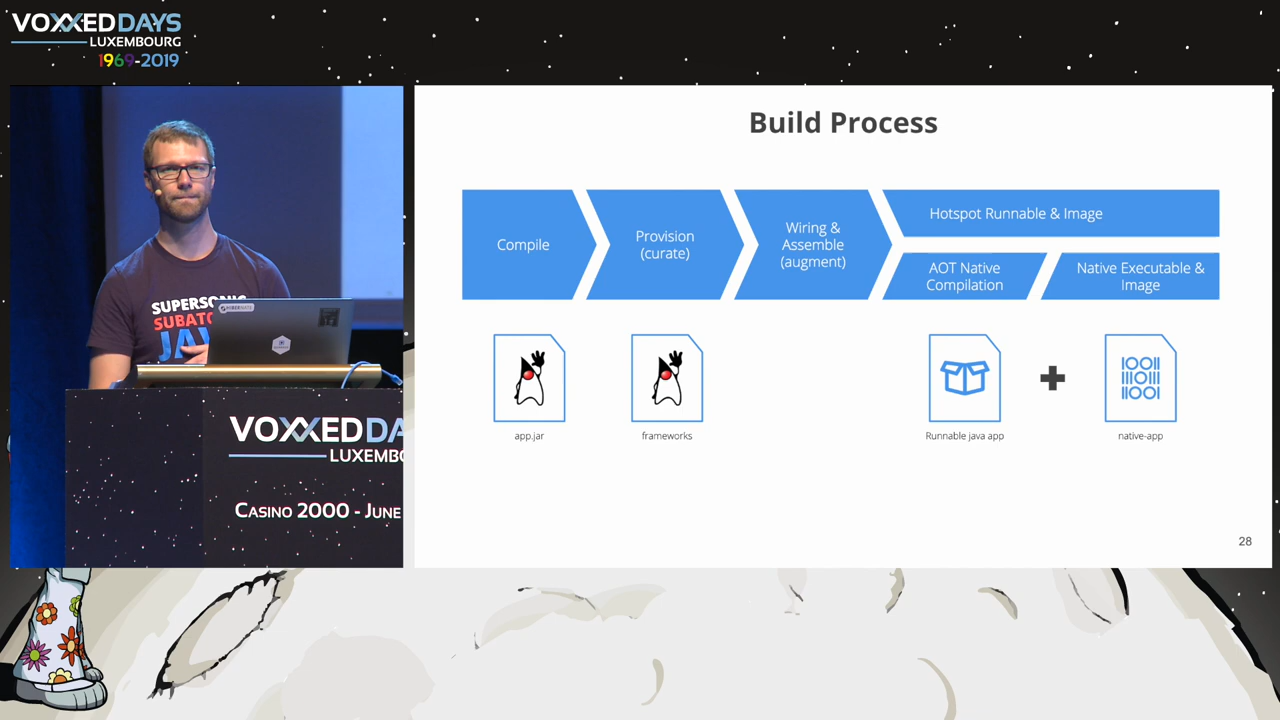 VOXXEDDAYS
LUXEMBOURG
1969-2019
SUPERSONIC
SUBATO
JAV
VOXXEDDA
LUXEMBO
CASINO 2000 - JUNE
Build Process
Compile
Provision
(curate)
Wiring &
Assemble
(augment)
Hotspot Runnable & Image
AOT Native
Compilation
Native Executable &
Image
app.jar
frameworks
Runnable java app
native-app
28